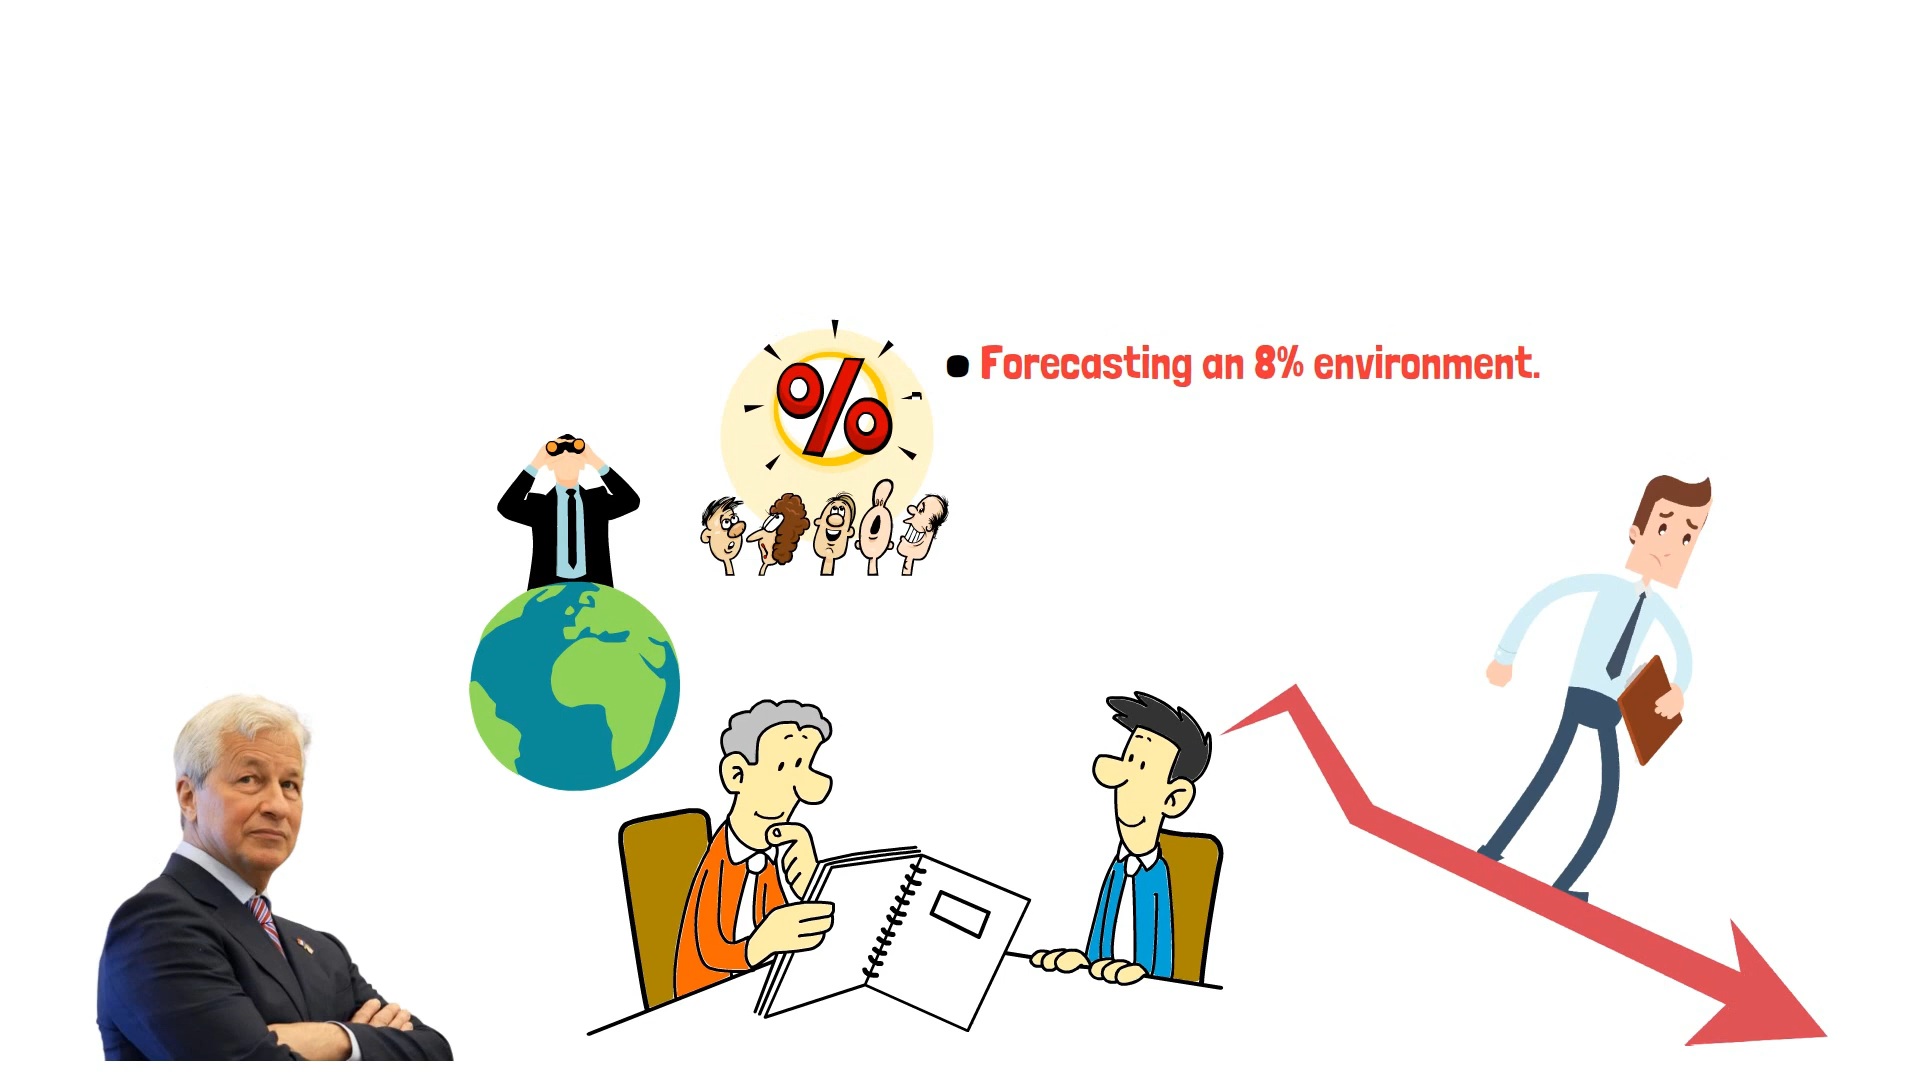 • Forecasting an 8% environment.
%